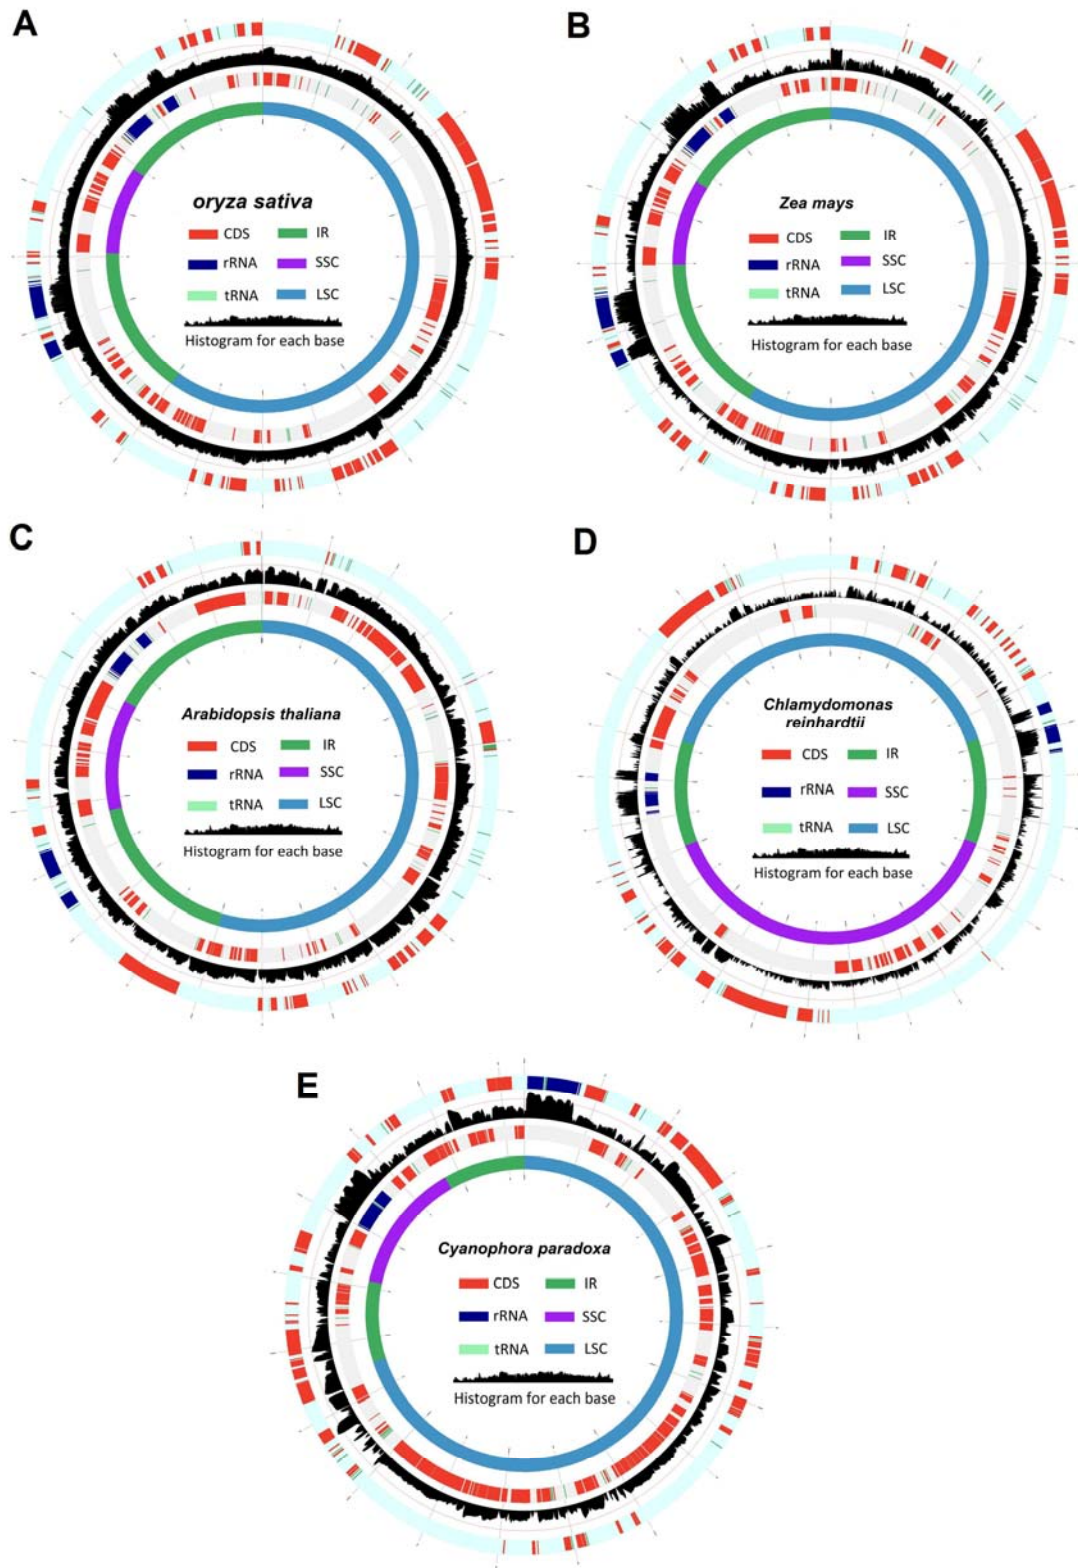 A
oryza sativa
CDS IR
rRNA SSC
tRNA LSC
Histogram for each base
B
Zea mays
CDS IR
rRNA SSC
tRNA LSC
Histogram for each base
C
Arabidopsis thaliana
CDS IR
rRNA SSC
tRNA LSC
Histogram for each base
D
Chlamydomonas
reinhardtii
CDS IR
rRNA SSC
tRNA LSC
Histogram for each base
E
Cyanophora paradoxa
CDS IR
rRNA SSC
tRNA LSC
Histogram for each base